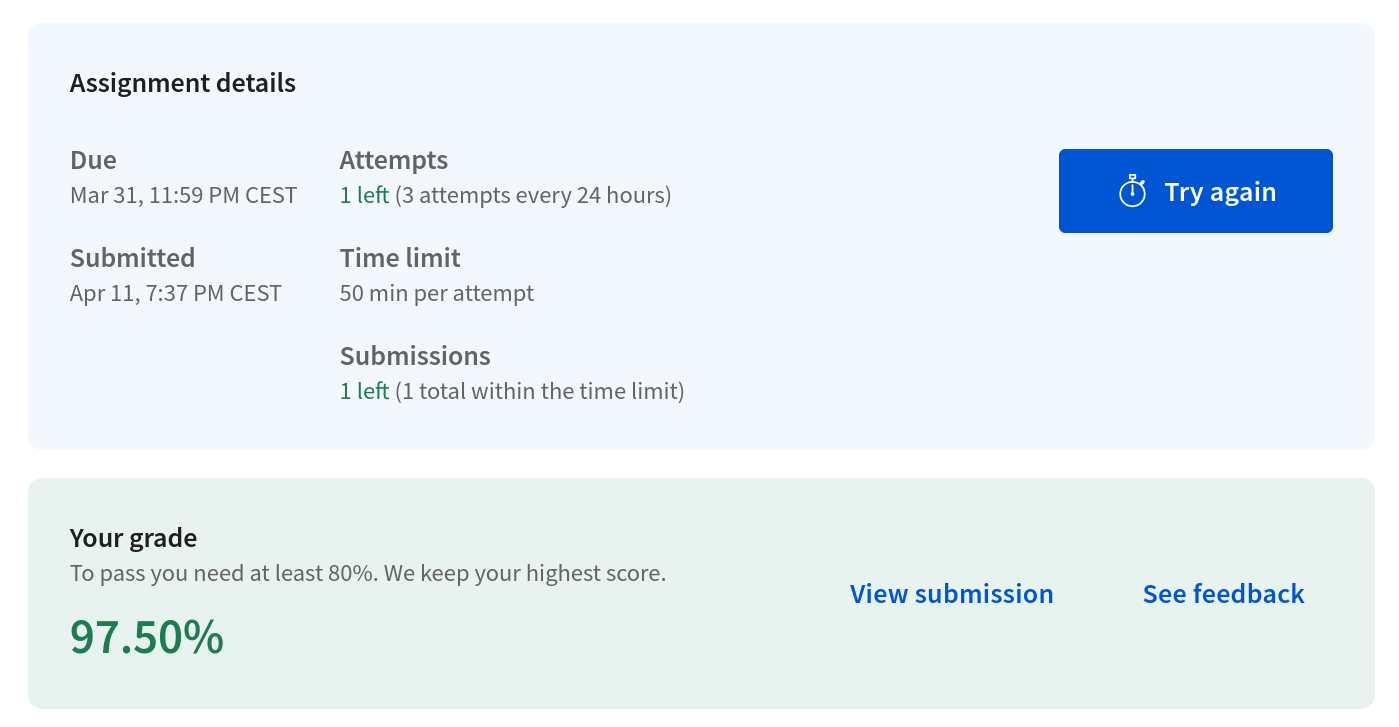 Assignment details
Due
Mar 31, 11:59 PM CEST
Attempts
1 left (3 attempts every 24 hours)
Try again
Submitted
Apr 11, 7:37 PM CEST
Time limit
50 min per attempt
Submissions
1 left (1 total within the time limit)
Your grade
To pass you need at least 80%. We keep your highest score.
97.50%
View submission
See feedback